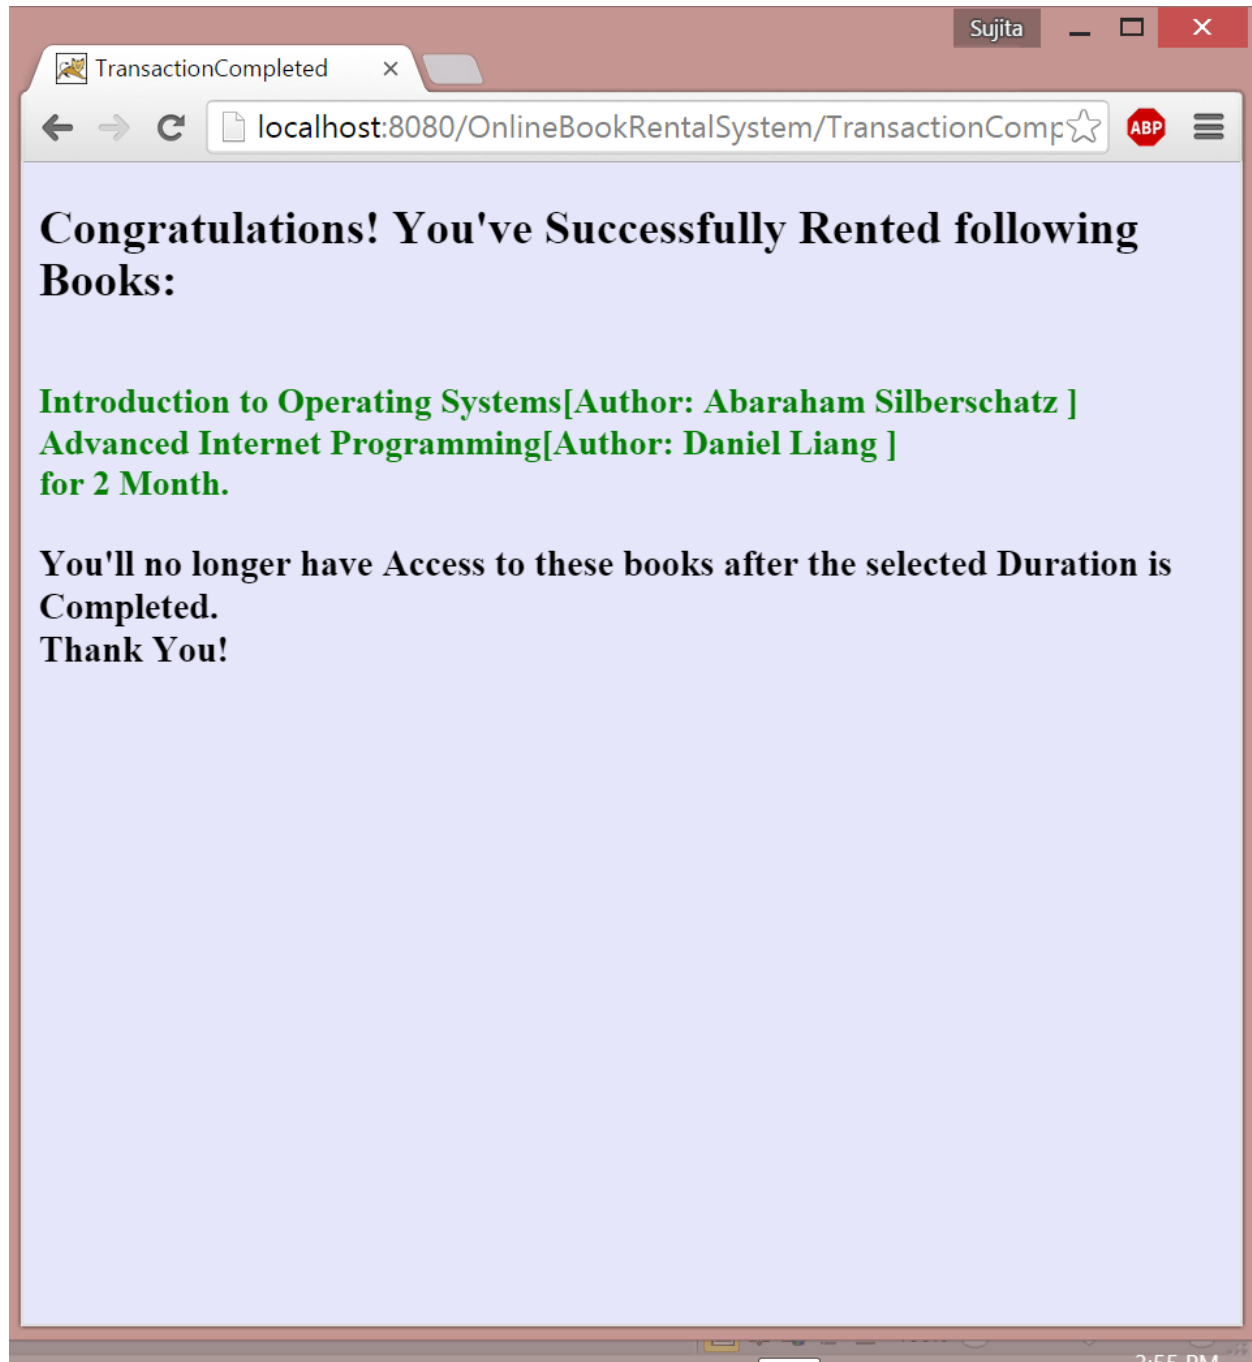 Sujita
TransactionCompleted
localhost:8080/OnlineBookRentalSystem/TransactionComp
ABP
Congratulations! You've Successfully Rented following
Books:
Introduction to Operating Systems[Author: Abaraham Silberschatz ]
Advanced Internet Programming[Author: Daniel Liang ]
for 2 Month.
You'll no longer have Access to these books after the selected Duration is
Completed.
Thank You!